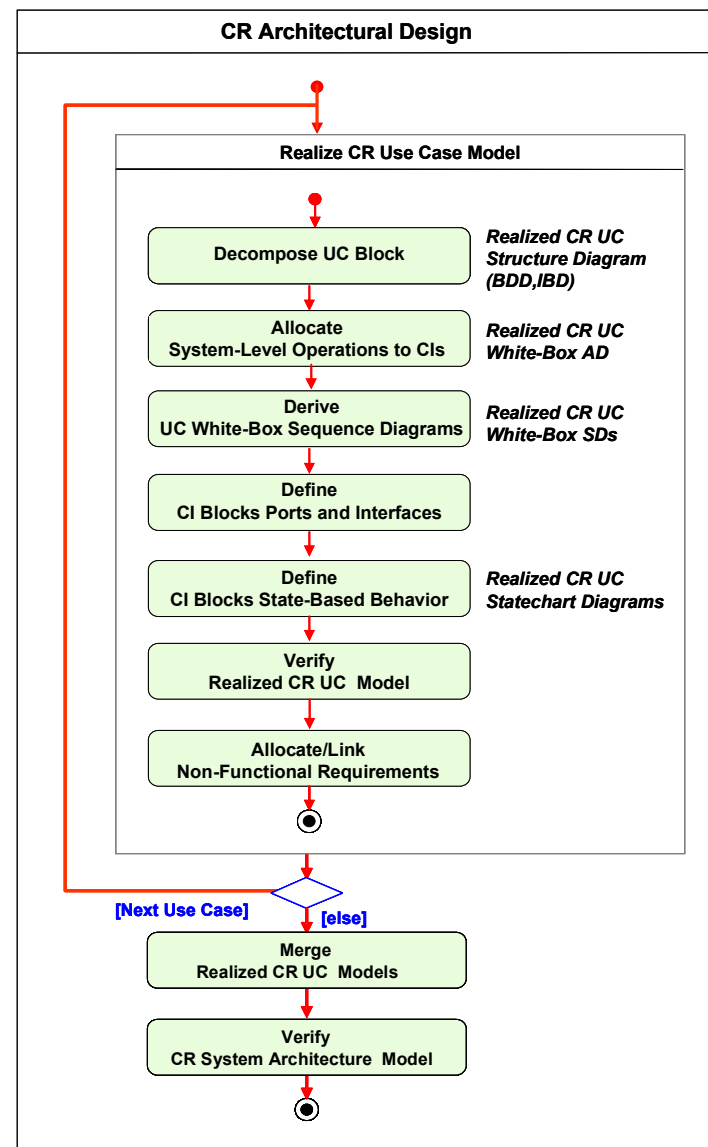 CR Architectural Design
Realize CR Use Case Model
Decompose UC Block
Realized CR UC
Structure Diagram
(BDD,IBD)
Allocate
System-Level Operations to CIs
Realized CR UC
White-Box AD
Derive
UC White-Box Sequence Diagrams
Realized CR UC
White-Box SDs
Define
CI Blocks Ports and Interfaces
Define
CI Blocks State-Based Behavior
Realized CR UC
Statechart Diagrams
Verify
Realized CR UC Model
Allocate/Link
Non-Functional Requirements
[Next Use Case]
[else]
Merge
Realized CR UC Models
Verify
CR System Architecture Model